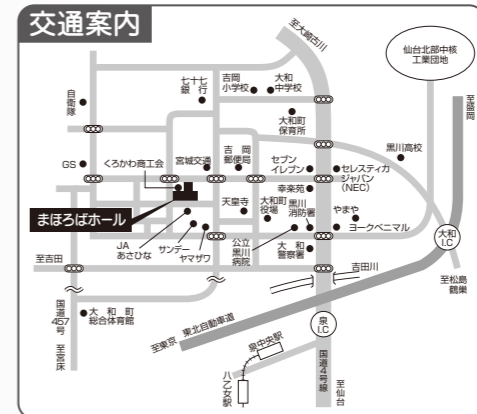 交通案内
至大崎古川
仙台北部中核
工業団地
至盛岡
自衛隊
七十七
銀行
吉岡
小学校
大和
中学校
大和町
保育所
黒川高校
GS
くろかわ商工会
宮城交通
吉岡
郵便局
セブン
イレブン
セレスティカ
ジャパン
(NEC)
幸楽苑
まほろばホール
天皇寺
大和町
役場
黒川
消防署
やまや
ヨークベニマル
JA
あさひな
サンデー
ヤマザワ
公立
黒川
病院
大和
警察署
大和
I.C
至吉田
吉田川
至松島
鶴巣
国道457号
至宮床
大和町
総合体育館
至東京
東北自動車道
泉
I.C
泉中央駅
八乙女駅
国道4号線
至仙台